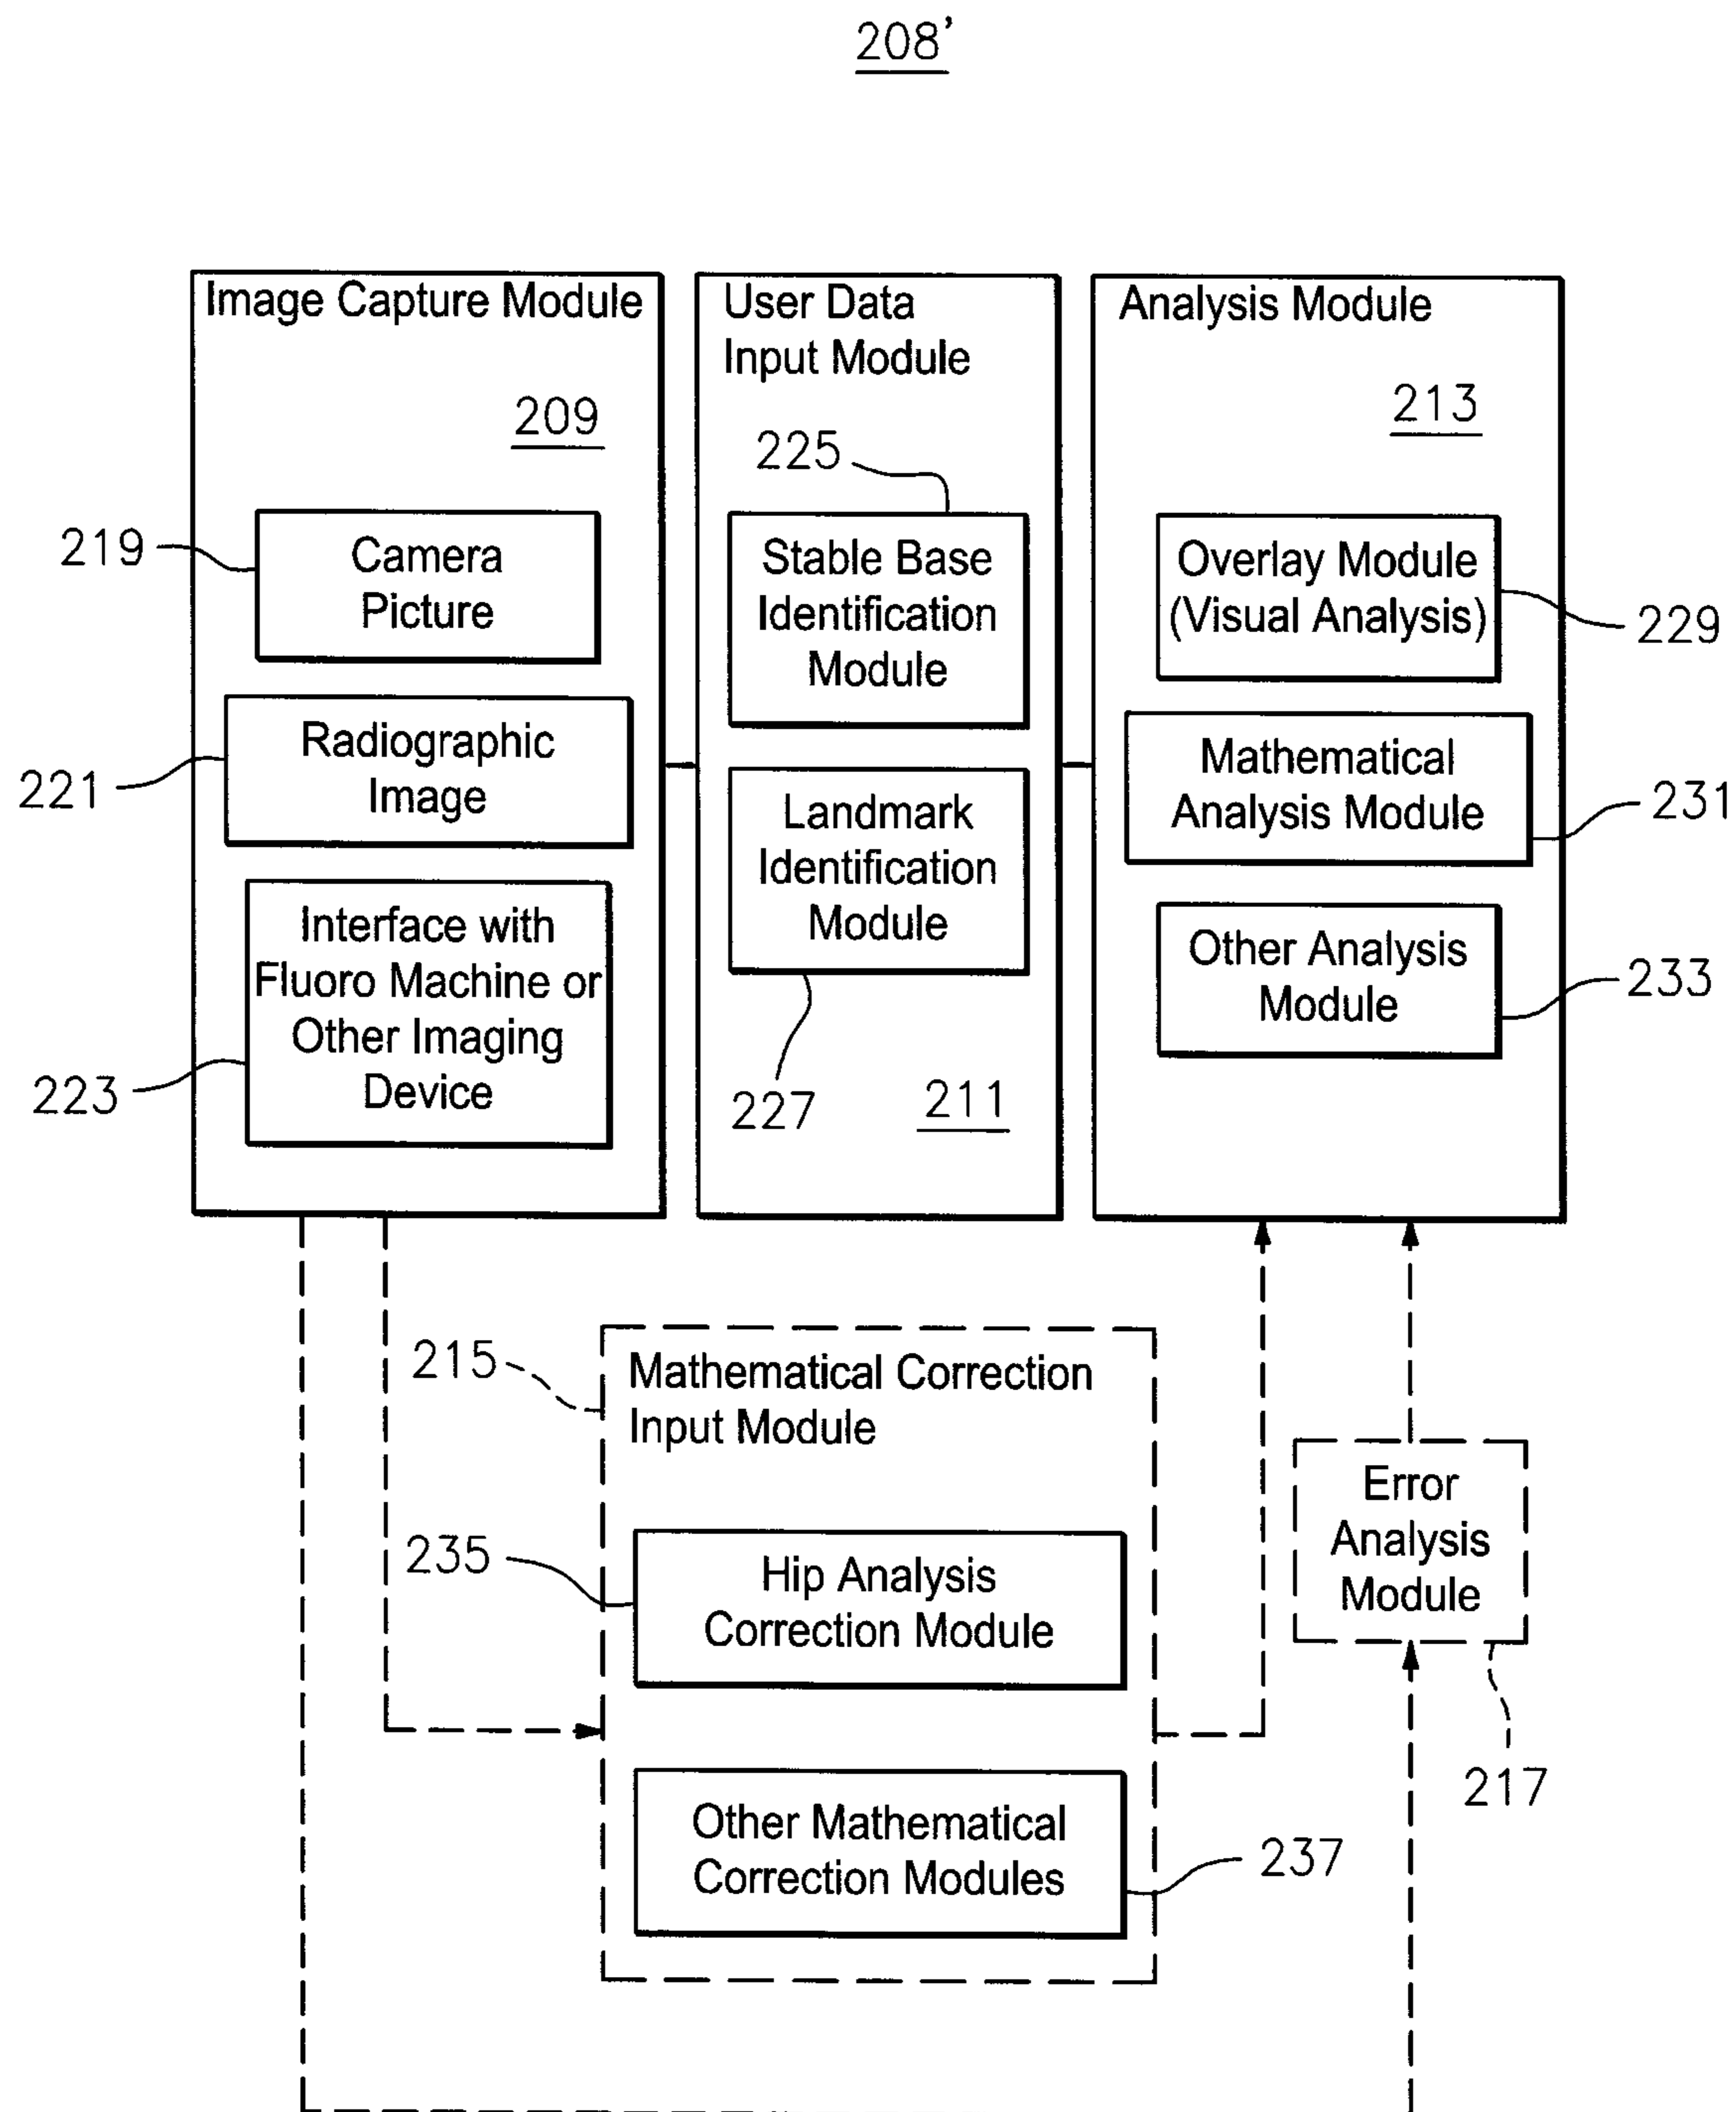 208'
Image Capture Module
209
219
Camera
Picture
221
Radiographic
Image
223
Interface with
Fluoro Machine or
Other Imaging
Device
User Data
Input Module
225
Stable Base
Identification
Module
Landmark
Identification
Module
227
211
Analysis Module
213
Overlay Module
(Visual Analysis)
229
Mathematical
Analysis Module
231
Other Analysis
Module
233
215
Mathematical Correction
Input Module
235
Hip Analysis
Correction Module
Other Mathematical
Correction Modules
237
Error
Analysis
Module
217